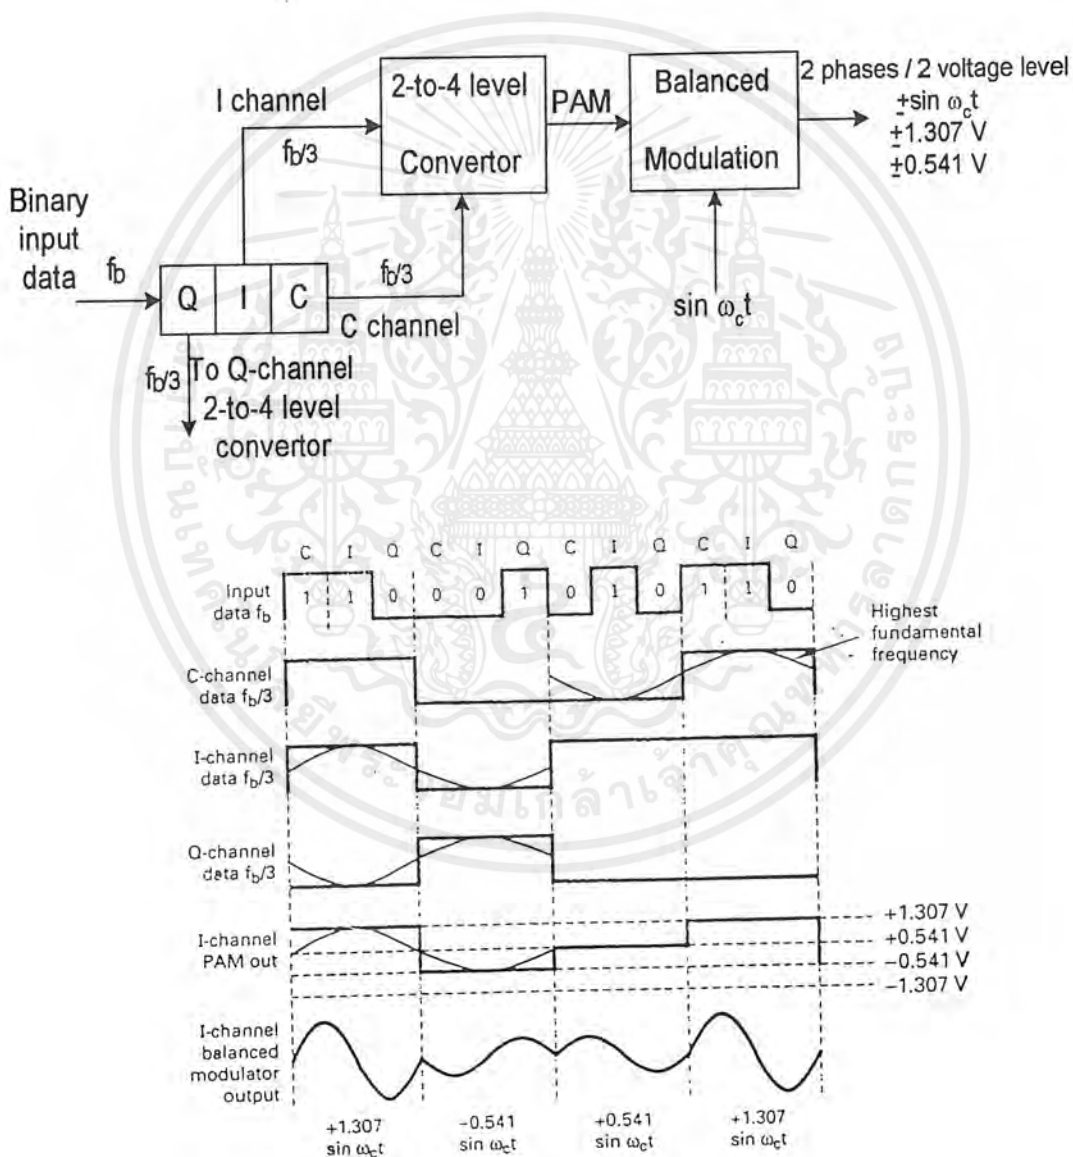 2-to-4 level
Convertor
Balanced
Modulation
I channel
fb/3
PAM
2 phases / 2 voltage level
±sin ωct
±1.307 V
±0.541 V
Binary
input
data
fb
Q I C
fb/3
C channel
sin ωct
fb/3
To Q-channel
2-to-4 level
convertor
C I Q C I Q C I Q C I Q
Input
data fb
1 1 0 0 0 1 0 1 0 1 1 0
Highest
fundamental
frequency
C-channel
data fb/3
I-channel
data fb/3
Q-channel
data fb/3
I-channel
PAM out
+1.307 V
+0.541 V
−0.541 V
−1.307 V
I-channel
balanced
modulator
output
+1.307
sin ωct
−0.541
sin ωct
+0.541
sin ωct
+1.307
sin ωct